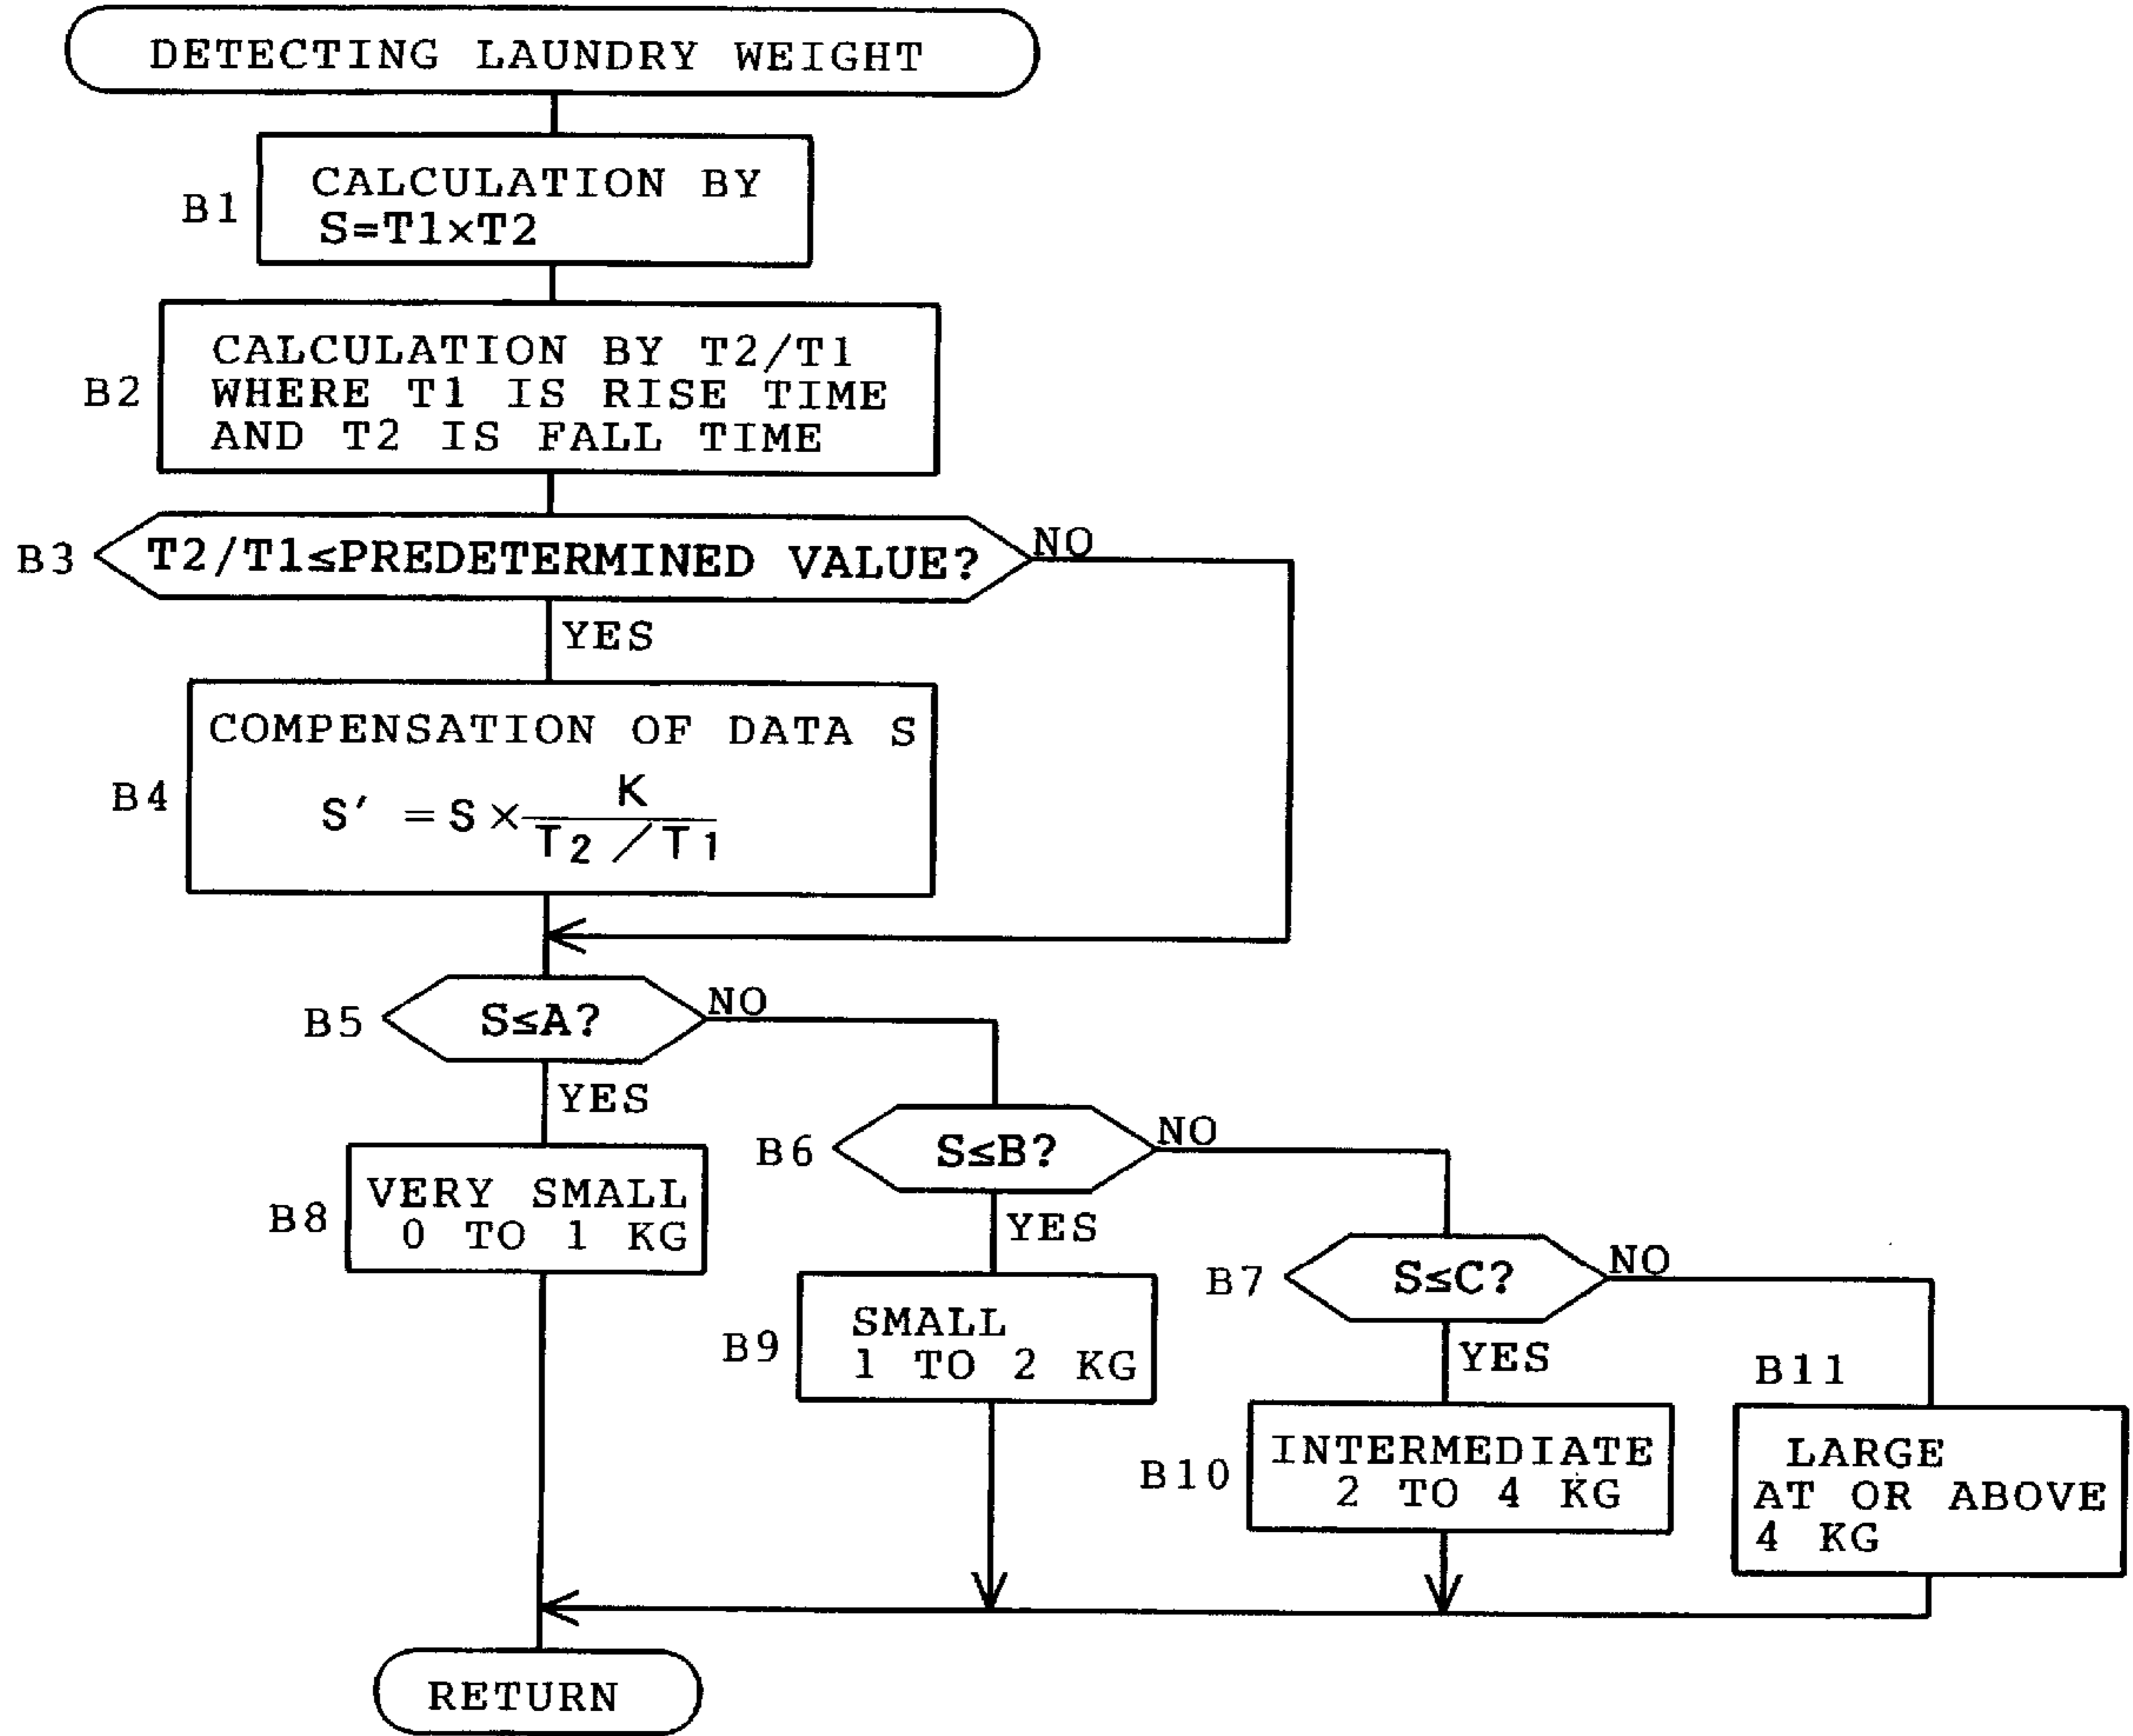 DETECTING LAUNDRY WEIGHT
B1
CALCULATION BY
S=T1×T2
B2
CALCULATION BY T2/T1
WHERE T1 IS RISE TIME
AND T2 IS FALL TIME
B3
T2/T1≤PREDETERMINED VALUE?
NO
YES
B4
COMPENSATION OF DATA S
S' = S × K / (T2 / T1)
B5
S≤A?
NO
YES
B6
S≤B?
NO
YES
B7
S≤C?
NO
YES
B8
VERY SMALL
0 TO 1 KG
B9
SMALL
1 TO 2 KG
B10
INTERMEDIATE
2 TO 4 KG
B11
LARGE
AT OR ABOVE
4 KG
RETURN